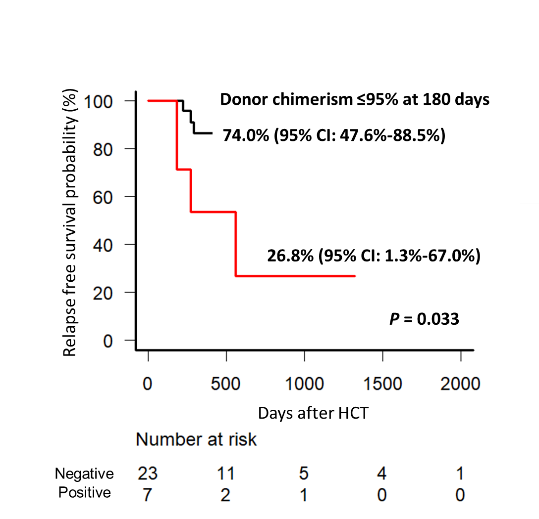 Relapse free survival probability (%)
100
80
60
40
20
0
Donor chimerism ≤95% at 180 days
74.0% (95% CI: 47.6%-88.5%)
26.8% (95% CI: 1.3%-67.0%)
P = 0.033
0 500 1000 1500 2000
Days after HCT
Number at risk
Negative 23 11 5 4 1
Positive 7 2 1 0 0